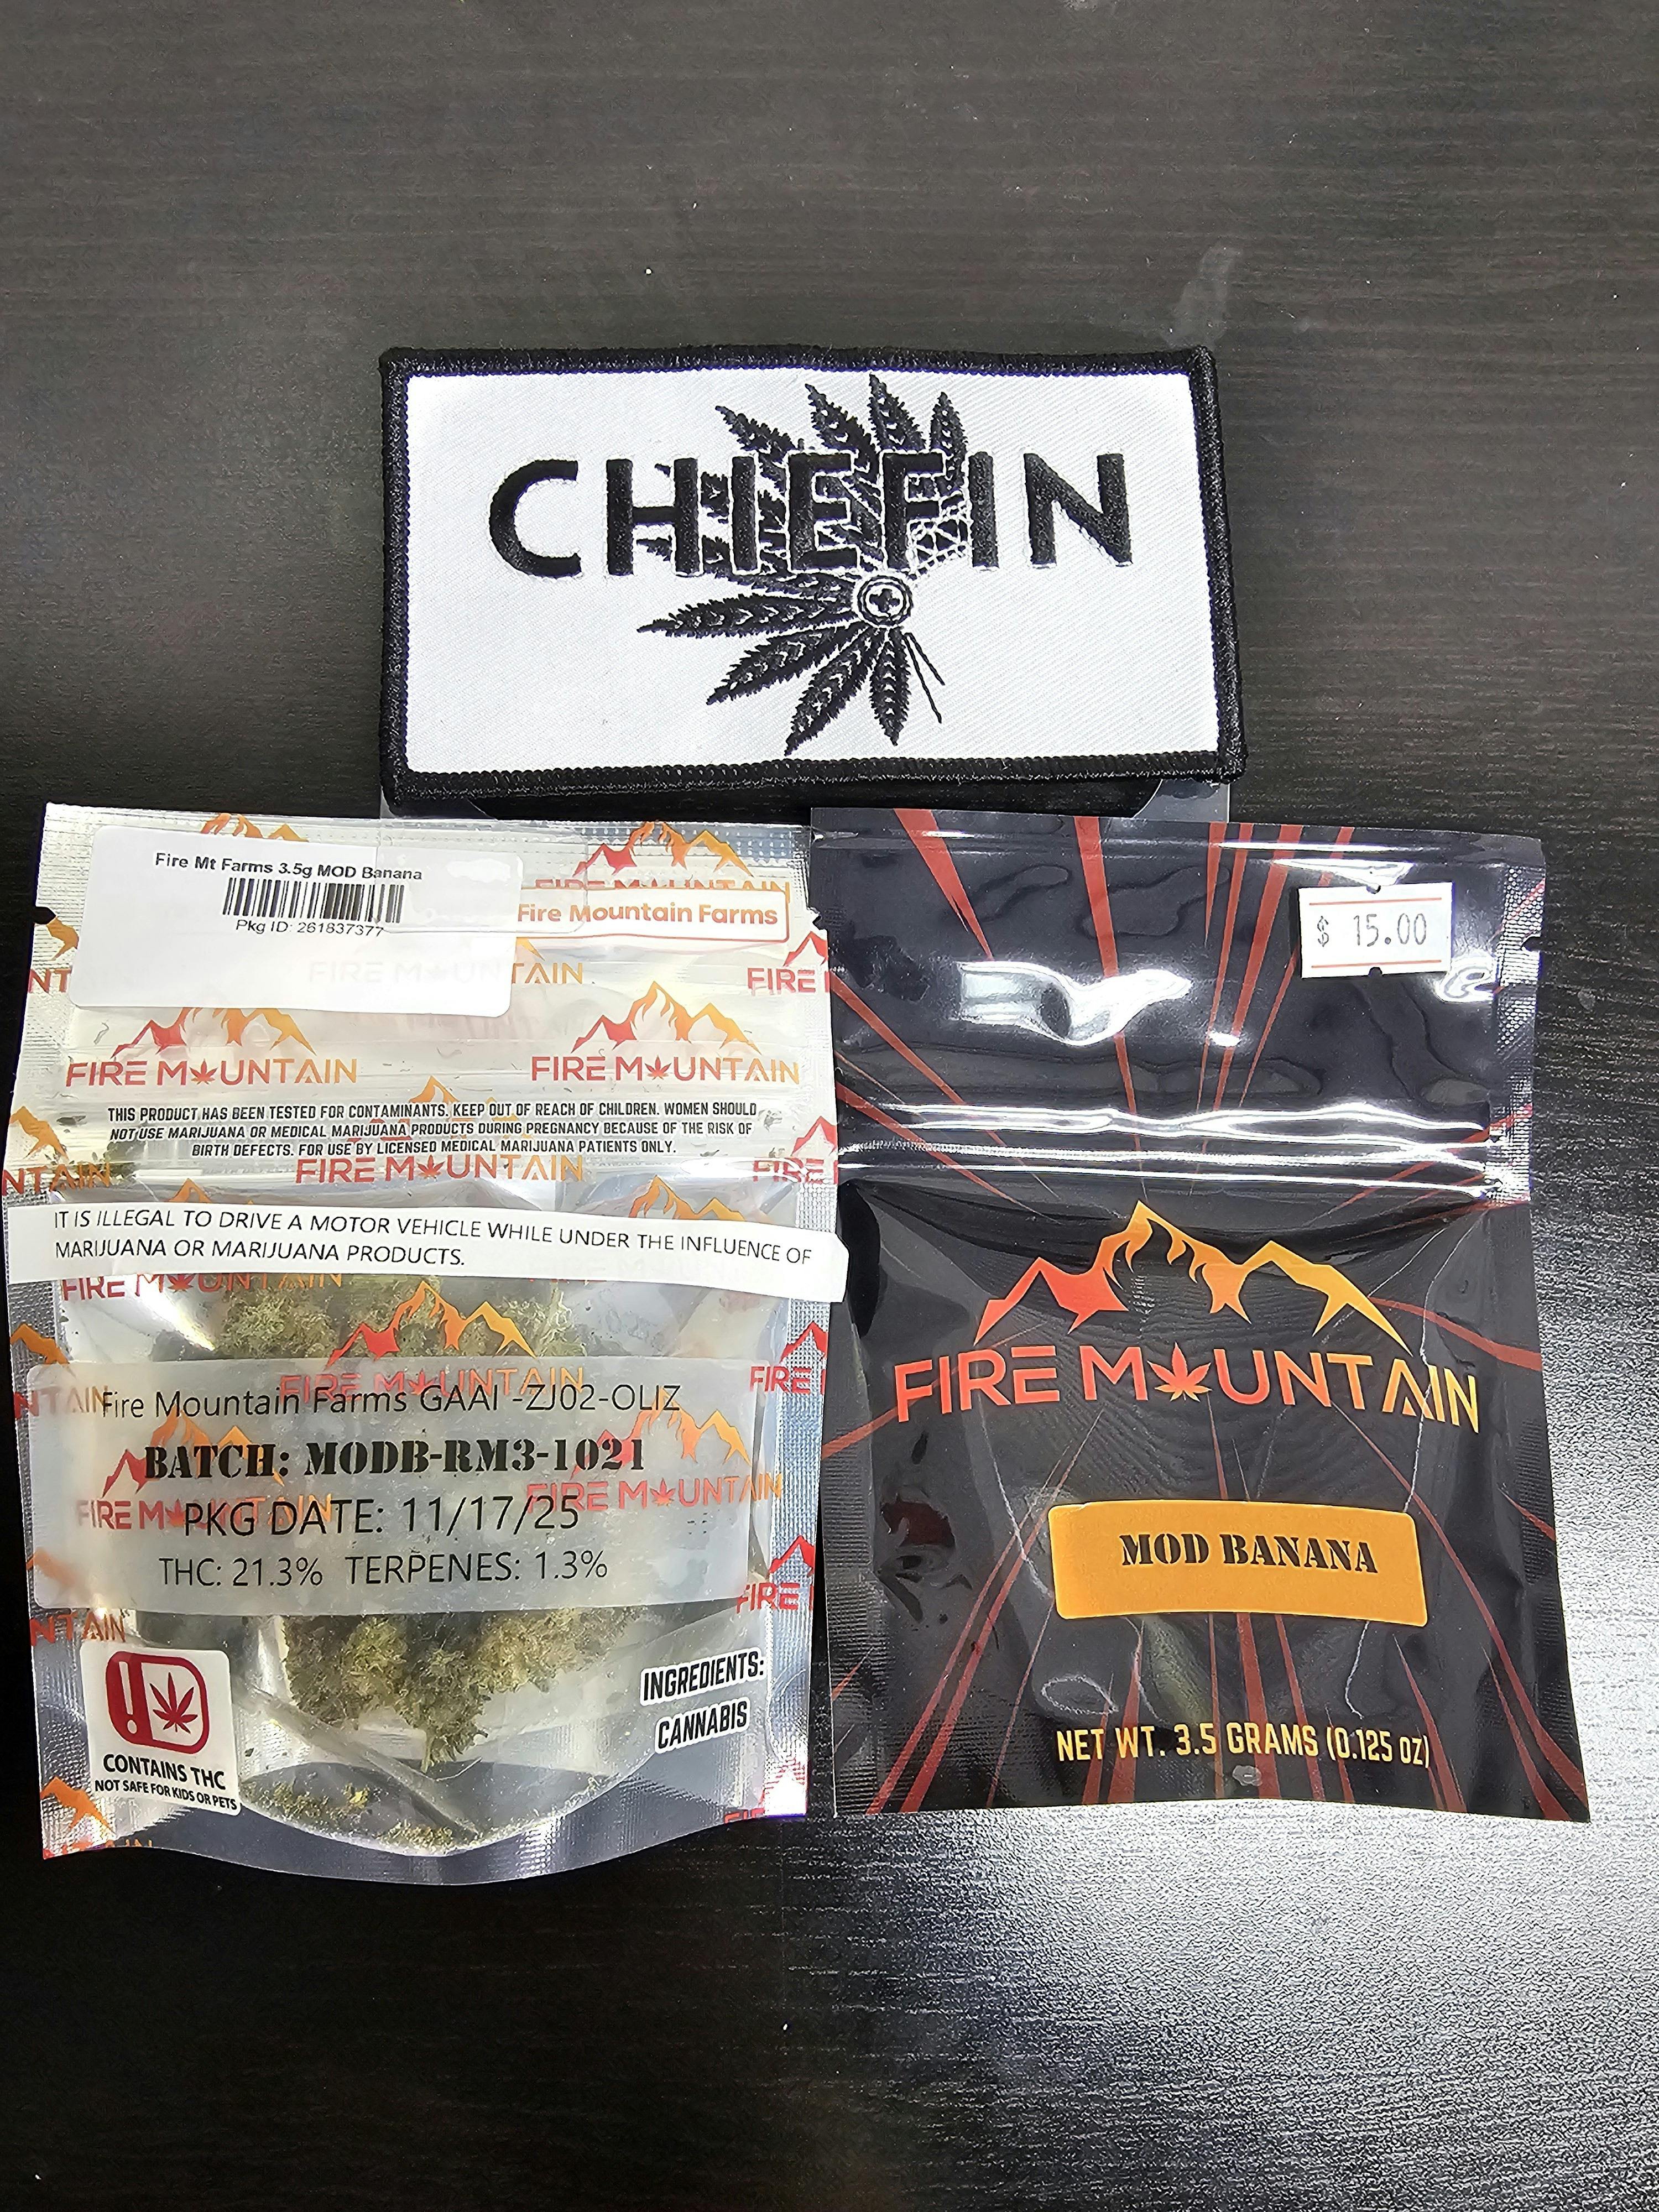 CHIEFIN
Fire Mt Farms 3.5g MOD Banana
Pkg ID: 261837377
Fire Mountain Farms
FIRE MOUNTAIN
FIRE MOUNTAIN
THIS PRODUCT HAS BEEN TESTED FOR CONTAMINANTS. KEEP OUT OF REACH OF CHILDREN. WOMEN SHOULD
NOT USE MARIJUANA OR MEDICAL MARIJUANA PRODUCTS DURING PREGNANCY BECAUSE OF THE RISK OF
BIRTH DEFECTS. FOR USE BY LICENSED MEDICAL MARIJUANA PATIENTS ONLY.
FIRE MOUNTAIN
IT IS ILLEGAL TO DRIVE A MOTOR VEHICLE WHILE UNDER THE INFLUENCE OF
MARIJUANA OR MARIJUANA PRODUCTS.
FIRE MOUNTAIN
Fire Mountain Farms GAAI -ZJ02-OLIZ
BATCH: MODB-RM3-1021
PKG DATE: 11/17/25
THC: 21.3% TERPENES: 1.3%
INGREDIENTS:
CANNABIS
CONTAINS THC
NOT SAFE FOR KIDS OR PETS
$ 15.00
FIRE MOUNTAIN
MOD BANANA
NET WT. 3.5 GRAMS (0.125 OZ)